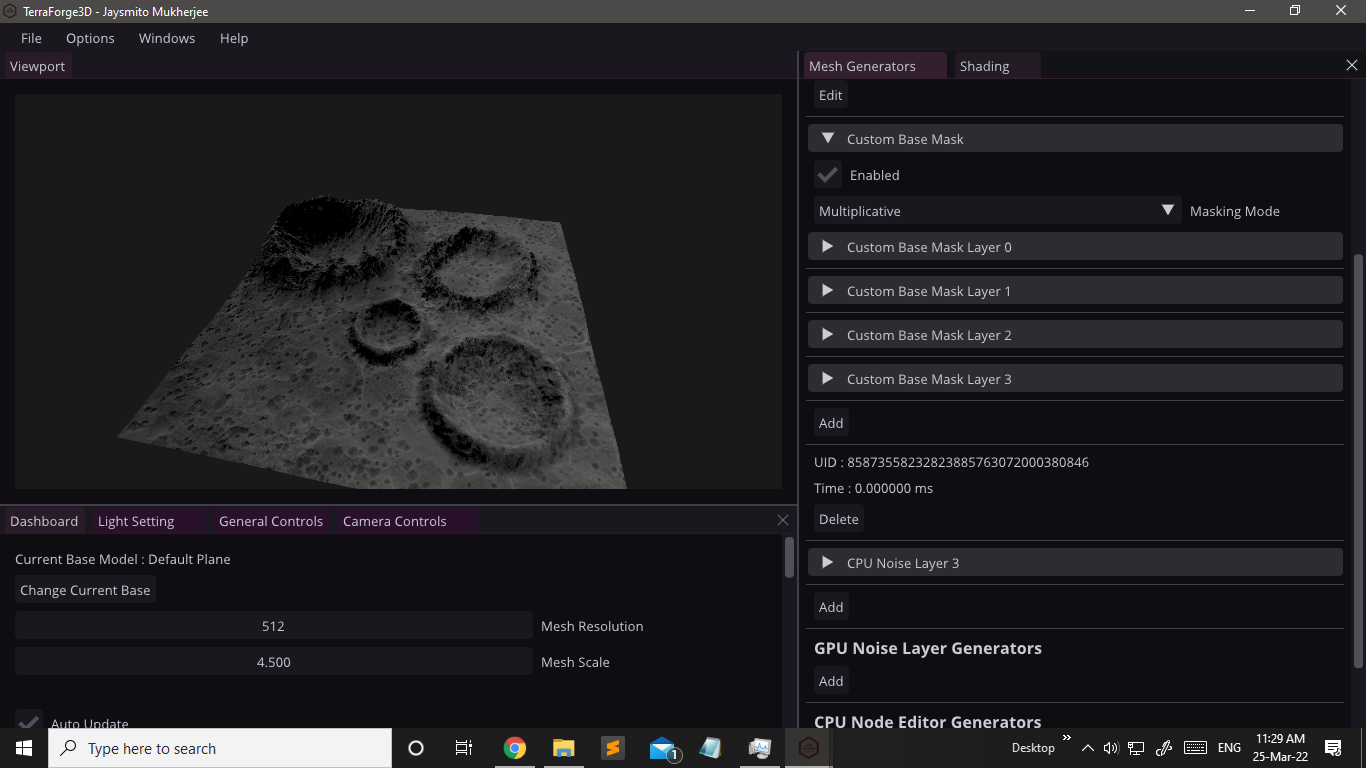 TerraForge3D - Jaysmito Mukherjee
File Options Windows Help
Viewport
Mesh Generators Shading
Edit
Custom Base Mask
Enabled
Multiplicative Masking Mode
Custom Base Mask Layer 0
Custom Base Mask Layer 1
Custom Base Mask Layer 2
Custom Base Mask Layer 3
Add
UID : 85873558232823885763072000380846
Time : 0.000000 ms
Delete
CPU Noise Layer 3
Add
GPU Noise Layer Generators
Add
CPU Node Editor Generators
Dashboard Light Setting General Controls Camera Controls
Current Base Model : Default Plane
Change Current Base
512 Mesh Resolution
4.500 Mesh Scale
Auto Update
Type here to search
1
Desktop
ENG
11:29 AM
25-Mar-22